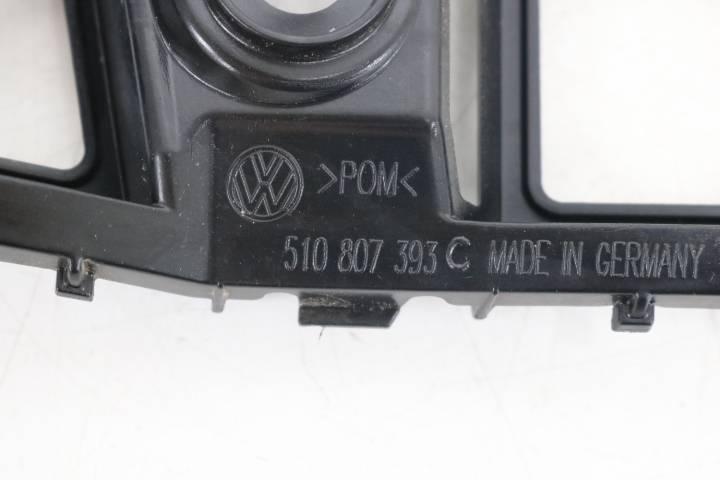 >POM<
510 807 393 C MADE IN GERMANY